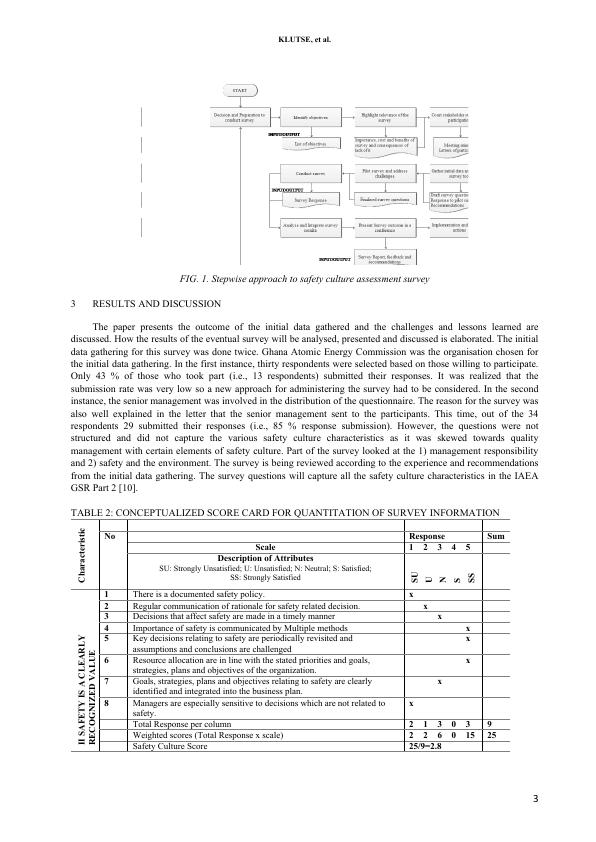 KLUTSE, et al.
START
Decision and Preparation to
conduct survey
Identify objectives
Highlight relevance of the
survey
participatio
INPUT/OUTPUT
List of objectives
Importance, cost and benefits of
survey and consequences of
lack of it
Meeting
Letters of
Conduct survey
Pilot survey and address
challenges
Gather initial data
survey
INPUT/OUTPUT
Survey Response
Finalised survey questions
Draft survey
Response to pilot
Recommendations
Analyse and Integrate survey
results
Present Survey outcome in a
conference
Implementation
actions
INPUT/OUTPUT
Survey Report, feedback and
recommendations
FIG. 1. Stepwise approach to safety culture assessment survey
3 RESULTS AND DISCUSSION
The paper presents the outcome of the initial data gathered and the challenges and lessons learned are
discussed. How the results of the eventual survey will be analysed, presented and discussed is elaborated. The initial
data gathering for this survey was done twice. Ghana Atomic Energy Commission was the organisation chosen for
the initial data gathering. In the first instance, thirty respondents were selected based on those willing to participate.
Only 43 % of those who took part (i.e., 13 respondents) submitted their responses. It was realized that the
submission rate was very low so a new approach for administering the survey had to be considered. In the second
instance, the senior management was involved in the distribution of the questionnaire. The reason for the survey was
also well explained in the letter that the senior management sent to the participants. This time, out of the 34
respondents 29 submitted their responses (i.e., 85 % response submission). However, the questions were not
structured and did not capture the various safety culture characteristics as it was skewed towards quality
management with certain elements of safety culture. Part of the survey looked at the 1) management responsibility
and 2) safety and the environment. The survey is being reviewed according to the experience and recommendations
from the initial data gathering. The survey questions will capture all the safety culture characteristics in the IAEA
GSR Part 2 [10].
TABLE 2: CONCEPTUALIZED SCORE CARD FOR QUANTITATION OF SURVEY INFORMATION
Characteristic
No Response Sum
Scale 1 2 3 4 5
Description of Attributes
SU: Strongly Unsatisfied; U: Unsatisfied; N: Neutral; S: Satisfied;
SS: Strongly Satisfied
SU U N S SS
II SAFETY IS A CLEARLY
RECOGNIZED VALUE
1 There is a documented safety policy. x
2 Regular communication of rationale for safety related decision. x
3 Decisions that affect safety are made in a timely manner x
4 Importance of safety is communicated by Multiple methods x
5 Key decisions relating to safety are periodically revisited and x
assumptions and conclusions are challenged
6 Resource allocation are in line with the stated priorities and goals, x
strategies, plans and objectives of the organization.
7 Goals, strategies, plans and objectives relating to safety are clearly x
identified and integrated into the business plan.
8 Managers are especially sensitive to decisions which are not related to x
safety.
Total Response per column 2 1 3 0 3 9
Weighted scores (Total Response x scale) 2 2 6 0 15 25
Safety Culture Score 25/9=2.8
3